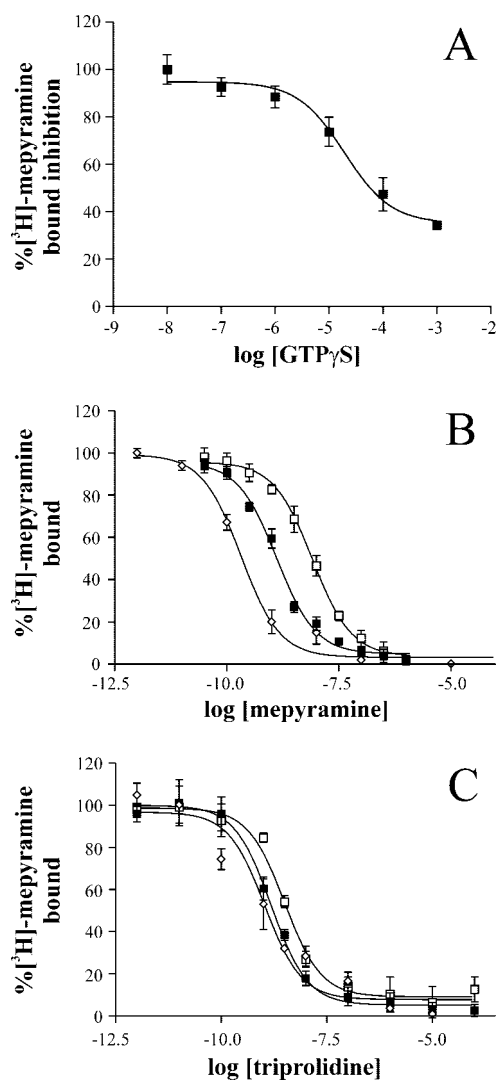 A
%[³H]-mepyramine
bound inhibition
120
100
80
60
40
20
0
-9 -8 -7 -6 -5 -4 -3 -2
log [GTPγS]
B
%[³H]-mepyramine
bound
120
100
80
60
40
20
0
-12.5 -10.0 -7.5 -5.0
log [mepyramine]
C
%[³H]-mepyramine
bound
120
100
80
60
40
20
0
-12.5 -10.0 -7.5 -5.0
log [triprolidine]